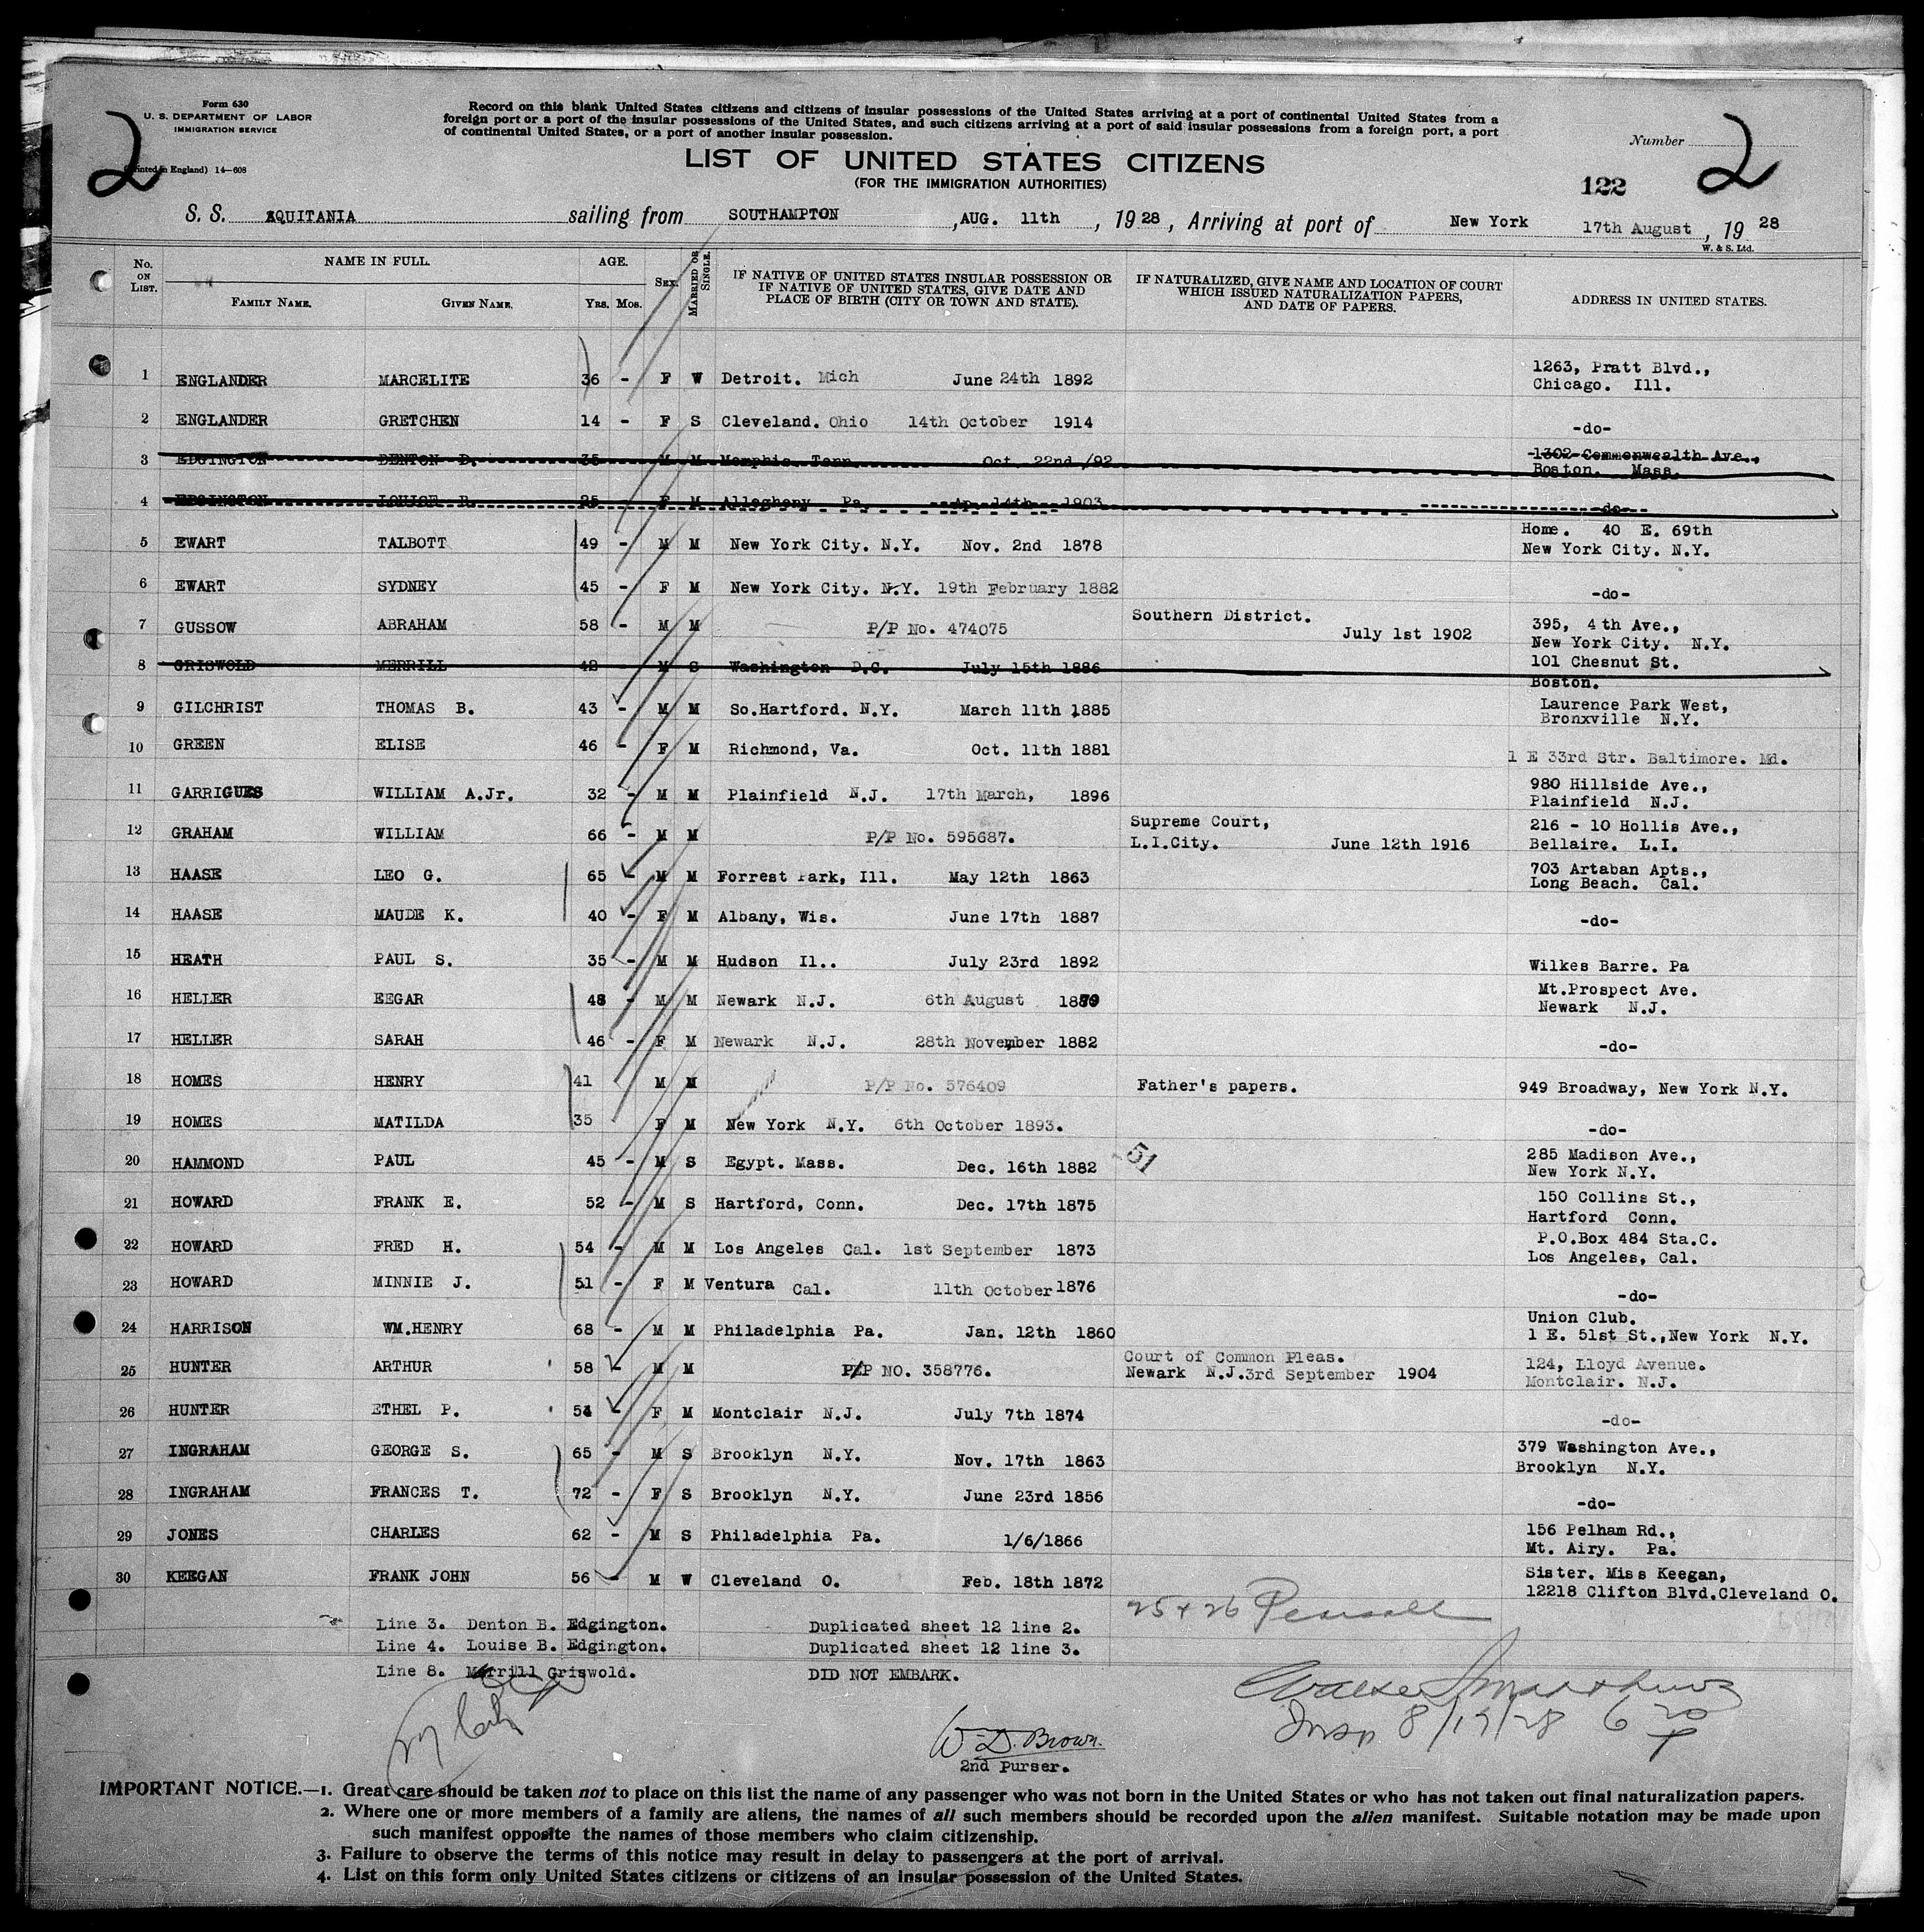 Form 630
U. S. DEPARTMENT OF LABOR
IMMIGRATION SERVICE
(Printed in England) 14—608
2
Record on this blank United States citizens and citizens of insular possessions of the United States arriving at a port of continental United States from a
foreign port or a port of the insular possessions of the United States, and such citizens arriving at a port of said insular possessions from a foreign port, a port
of continental United States, or a port of another insular possession.
Number
2
LIST OF UNITED STATES CITIZENS
(FOR THE IMMIGRATION AUTHORITIES)
122
S. S. AQUITANIA sailing from SOUTHAMPTON, AUG. 11th, 1928, Arriving at port of New York 17th August, 1928
W. & S. Ltd.
No. ON LIST. NAME IN FULL. FAMILY NAME. GIVEN NAME. AGE. Yrs. Mos. SEX. MARRIED OR SINGLE. IF NATIVE OF UNITED STATES INSULAR POSSESSION OR IF NATIVE OF UNITED STATES, GIVE DATE AND PLACE OF BIRTH (CITY OR TOWN AND STATE). IF NATURALIZED, GIVE NAME AND LOCATION OF COURT WHICH ISSUED NATURALIZATION PAPERS, AND DATE OF PAPERS. ADDRESS IN UNITED STATES.
1 ENGLANDER MARCELITE 36 - F W Detroit. Mich June 24th 1892 1263, Pratt Blvd., Chicago. Ill.
2 ENGLANDER GRETCHEN 14 - F S Cleveland. Ohio 14th October 1914 -do-
3 EDGINGTON DENTON D. 35 M M Memphis Tenn. Oct. 22nd /92 1302 Commonwealth Ave., Boston. Mass.
4 EDGINGTON LOUISE B. 25 F M Allegheny Pa. Ap. 14th 1903 -do-
5 EWART TALBOTT 49 - M M New York City. N.Y. Nov. 2nd 1878 Home. 40 E. 69th New York City. N.Y.
6 EWART SYDNEY 45 - F M New York City. N.Y. 19th February 1882 -do-
7 GUSSOW ABRAHAM 58 - M M P/P No. 474075 Southern District. July 1st 1902 395, 4th Ave., New York City. N.Y.
8 GRISWOLD MERRILL 42 M S Washington D.C. July 15th 1886 101 Chesnut St. Boston.
9 GILCHRIST THOMAS B. 43 - M M So.Hartford. N.Y. March 11th 1885 Laurence Park West, Bronxville N.Y.
10 GREEN ELISE 46 - F M Richmond, Va. Oct. 11th 1881 1 E 33rd Str. Baltimore. Md.
11 GARRIGUES WILLIAM A.Jr. 32 - M M Plainfield N.J. 17th March, 1896 980 Hillside Ave., Plainfield N.J.
12 GRAHAM WILLIAM 66 - M M P/P No. 595687. Supreme Court, L.I.City. June 12th 1916 216 - 10 Hollis Ave., Bellaire. L.I.
13 HAASE LEO G. 65 - M M Forrest Park, Ill. May 12th 1863 703 Artaban Apts., Long Beach. Cal.
14 HAASE MAUDE K. 40 - F M Albany, Wis. June 17th 1887 -do-
15 HEATH PAUL S. 35 - M M Hudson Il.. July 23rd 1892 Wilkes Barre. Pa
16 HELLER EEGAR 48 - M M Newark N.J. 6th August 1879 Mt.Prospect Ave. Newark N.J.
17 HELLER SARAH 46 - F M Newark N.J. 28th November 1882 -do-
18 HOMES HENRY 41 M M P/P No. 576409 Father's papers. 949 Broadway, New York N.Y.
19 HOMES MATILDA 35 F M New York N.Y. 6th October 1893. -do-
20 HAMMOND PAUL 45 - M S Egypt. Mass. Dec. 16th 1882 51 285 Madison Ave., New York N.Y.
21 HOWARD FRANK E. 52 - M S Hartford, Conn. Dec. 17th 1875 150 Collins St., Hartford Conn.
22 HOWARD FRED H. 54 - M M Los Angeles Cal. 1st September 1873 P.O.Box 484 Sta.C. Los Angeles, Cal.
23 HOWARD MINNIE J. 51 - F M Ventura Cal. 11th October 1876 -do-
24 HARRISON WM.HENRY 68 - M M Philadelphia Pa. Jan. 12th 1860 Union Club. 1 E. 51st St.,New York N.Y.
25 HUNTER ARTHUR 58 - M M P/P NO. 358776. Court of Common Pleas. Newark N.J.3rd September 1904 124, Lloyd Avenue. Montclair. N.J.
26 HUNTER ETHEL P. 54 - F M Montclair N.J. July 7th 1874 -do-
27 INGRAHAM GEORGE S. 65 - M S Brooklyn N.Y. Nov. 17th 1863 379 Washington Ave., Brooklyn N.Y.
28 INGRAHAM FRANCES T. 72 - F S Brooklyn N.Y. June 23rd 1856 -do-
29 JONES CHARLES 62 - M S Philadelphia Pa. 1/6/1866 156 Pelham Rd., Mt. Airy. Pa.
30 KEEGAN FRANK JOHN 56 - M W Cleveland O. Feb. 18th 1872 Sister. Miss Keegan, 12218 Clifton Blvd.Cleveland O.
25 + 26 Pearsall
Line 3. Denton B. Edgington. Duplicated sheet 12 line 2.
Line 4. Louise B. Edgington. Duplicated sheet 12 line 3.
Line 8. Merrill Griswold. DID NOT EMBARK.
Insp 8/17/28 6
W D. Brown.
2nd Purser.
IMPORTANT NOTICE.—1. Great care should be taken not to place on this list the name of any passenger who was not born in the United States or who has not taken out final naturalization papers.
2. Where one or more members of a family are aliens, the names of all such members should be recorded upon the alien manifest. Suitable notation may be made upon
such manifest opposite the names of those members who claim citizenship.
3. Failure to observe the terms of this notice may result in delay to passengers at the port of arrival.
4. List on this form only United States citizens or citizens of an insular possession of the United States.